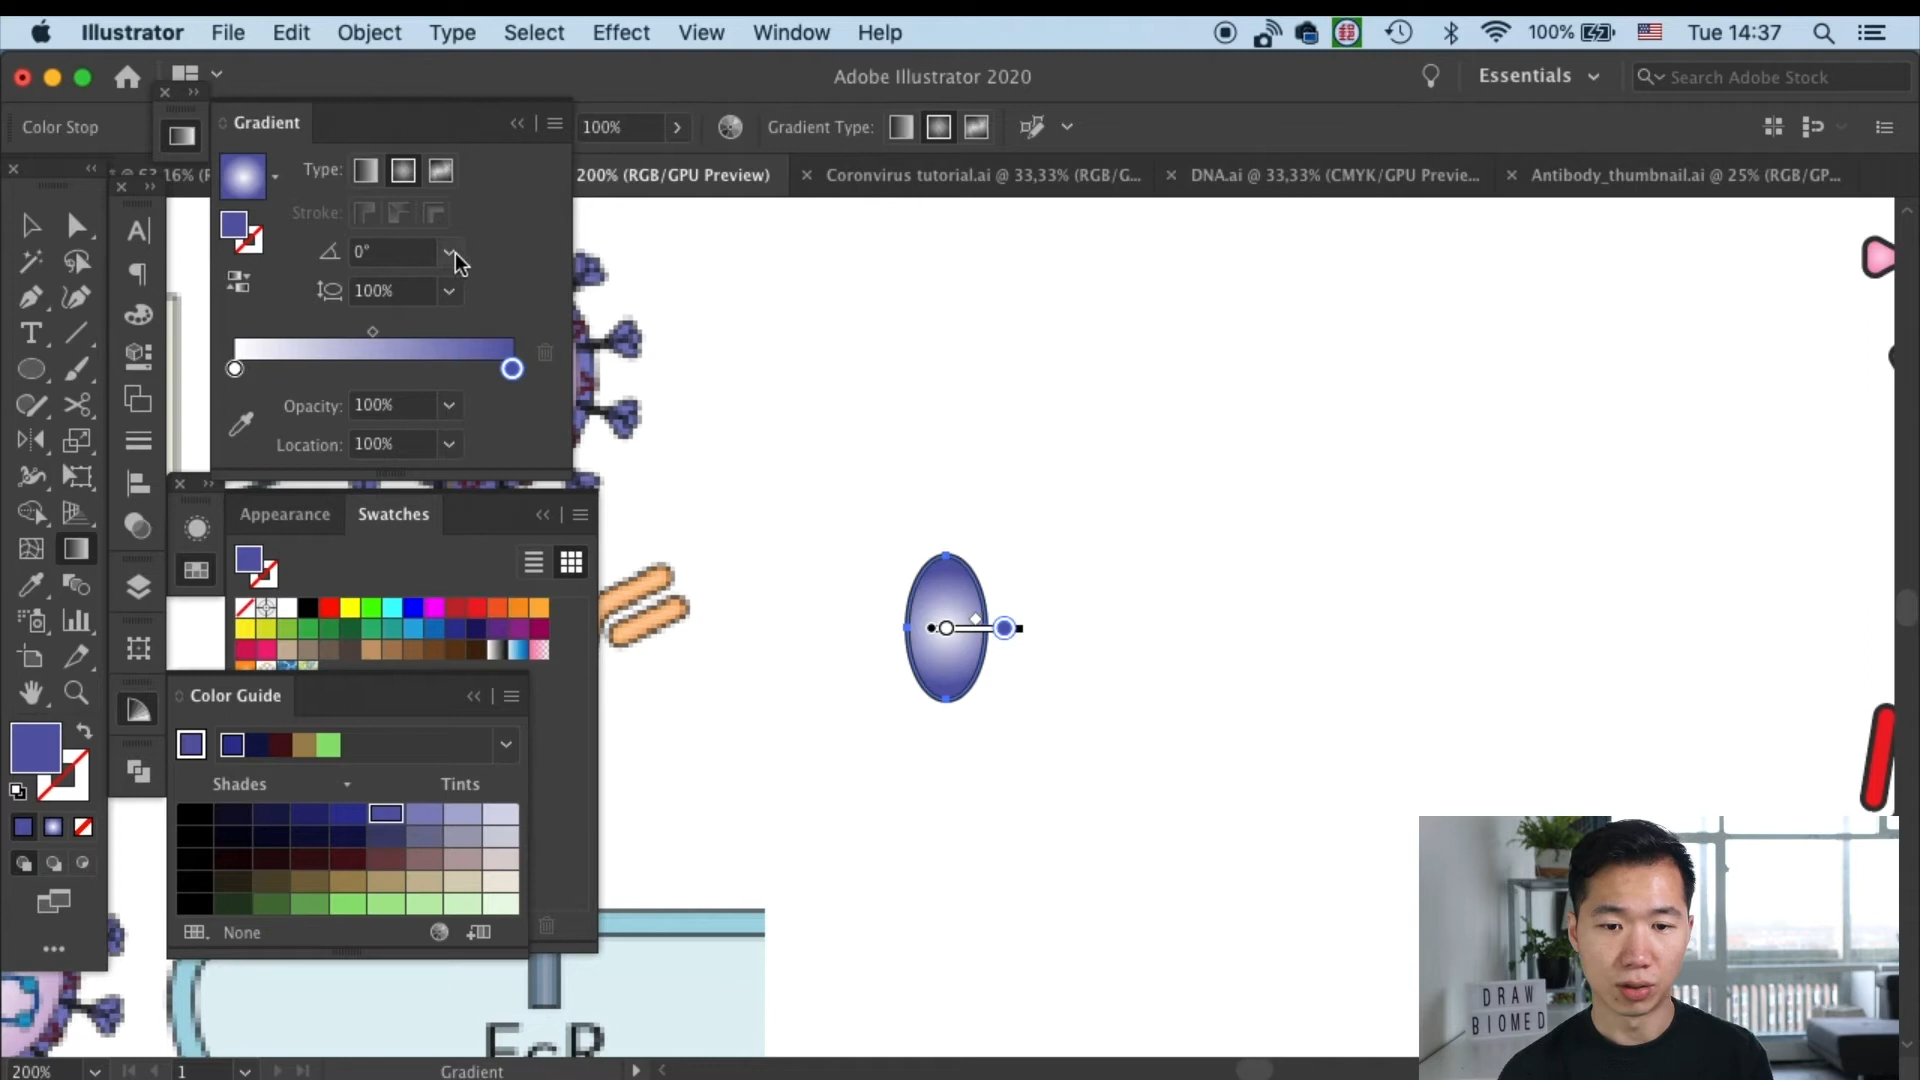 Illustrator File Edit Object Type Select Effect View Window Help 100% Tue 14:37
Adobe Illustrator 2020 Essentials Search Adobe Stock
Color Stop Gradient 100% Gradient Type:
200% (RGB/GPU Preview) Coronvirus tutorial.ai @ 33,33% (RGB/G... DNA.ai @ 33,33% (CMYK/GPU Previe... Antibody_thumbnail.ai @ 25% (RGB/GP...
Type:
Stroke:
0°
100%
Opacity: 100%
Location: 100%
Appearance Swatches
Color Guide
Shades Tints
None
FcR
DRAW
BIOMED
200% 1 Gradient